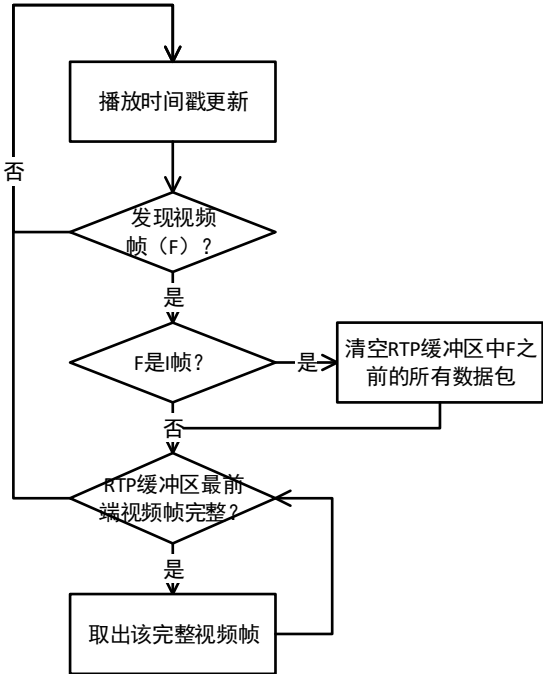 播放时间戳更新
否
发现视频
帧（F）？
是
F是I帧？
是
清空RTP缓冲区中F之
前的所有数据包
否
RTP缓冲区最前
端视频帧完整？
是
取出该完整视频帧